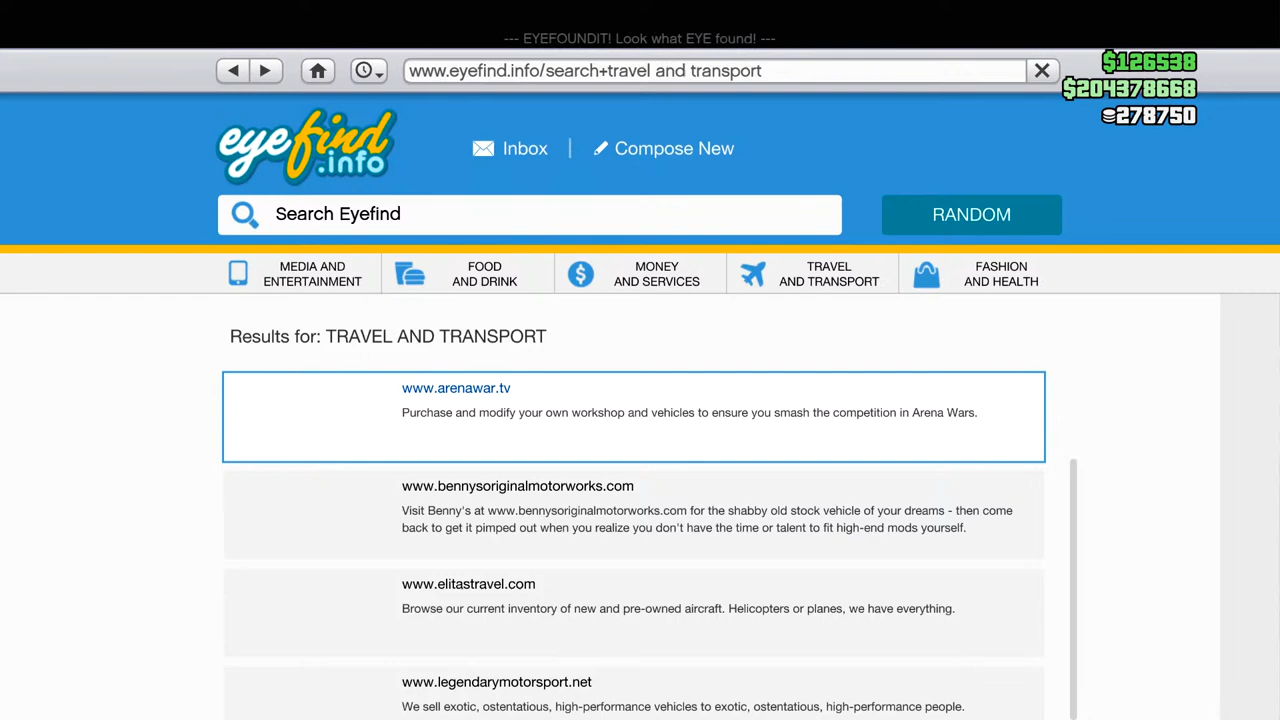 --- EYEFOUNDIT! Look what EYE found! ---
www.eyefind.info/search+travel and transport
$126538
$204378668
278750
eyefind
.info
Inbox
Compose New
Search Eyefind
RANDOM
MEDIA AND
ENTERTAINMENT
FOOD
AND DRINK
MONEY
AND SERVICES
TRAVEL
AND TRANSPORT
FASHION
AND HEALTH
Results for: TRAVEL AND TRANSPORT
www.arenawar.tv
Purchase and modify your own workshop and vehicles to ensure you smash the competition in Arena Wars.
www.bennysoriginalmotorworks.com
Visit Benny's at www.bennysoriginalmotorworks.com for the shabby old stock vehicle of your dreams - then come
back to get it pimped out when you realize you don't have the time or talent to fit high-end mods yourself.
www.elitastravel.com
Browse our current inventory of new and pre-owned aircraft. Helicopters or planes, we have everything.
www.legendarymotorsport.net
We sell exotic, ostentatious, high-performance vehicles to exotic, ostentatious, high-performance people.